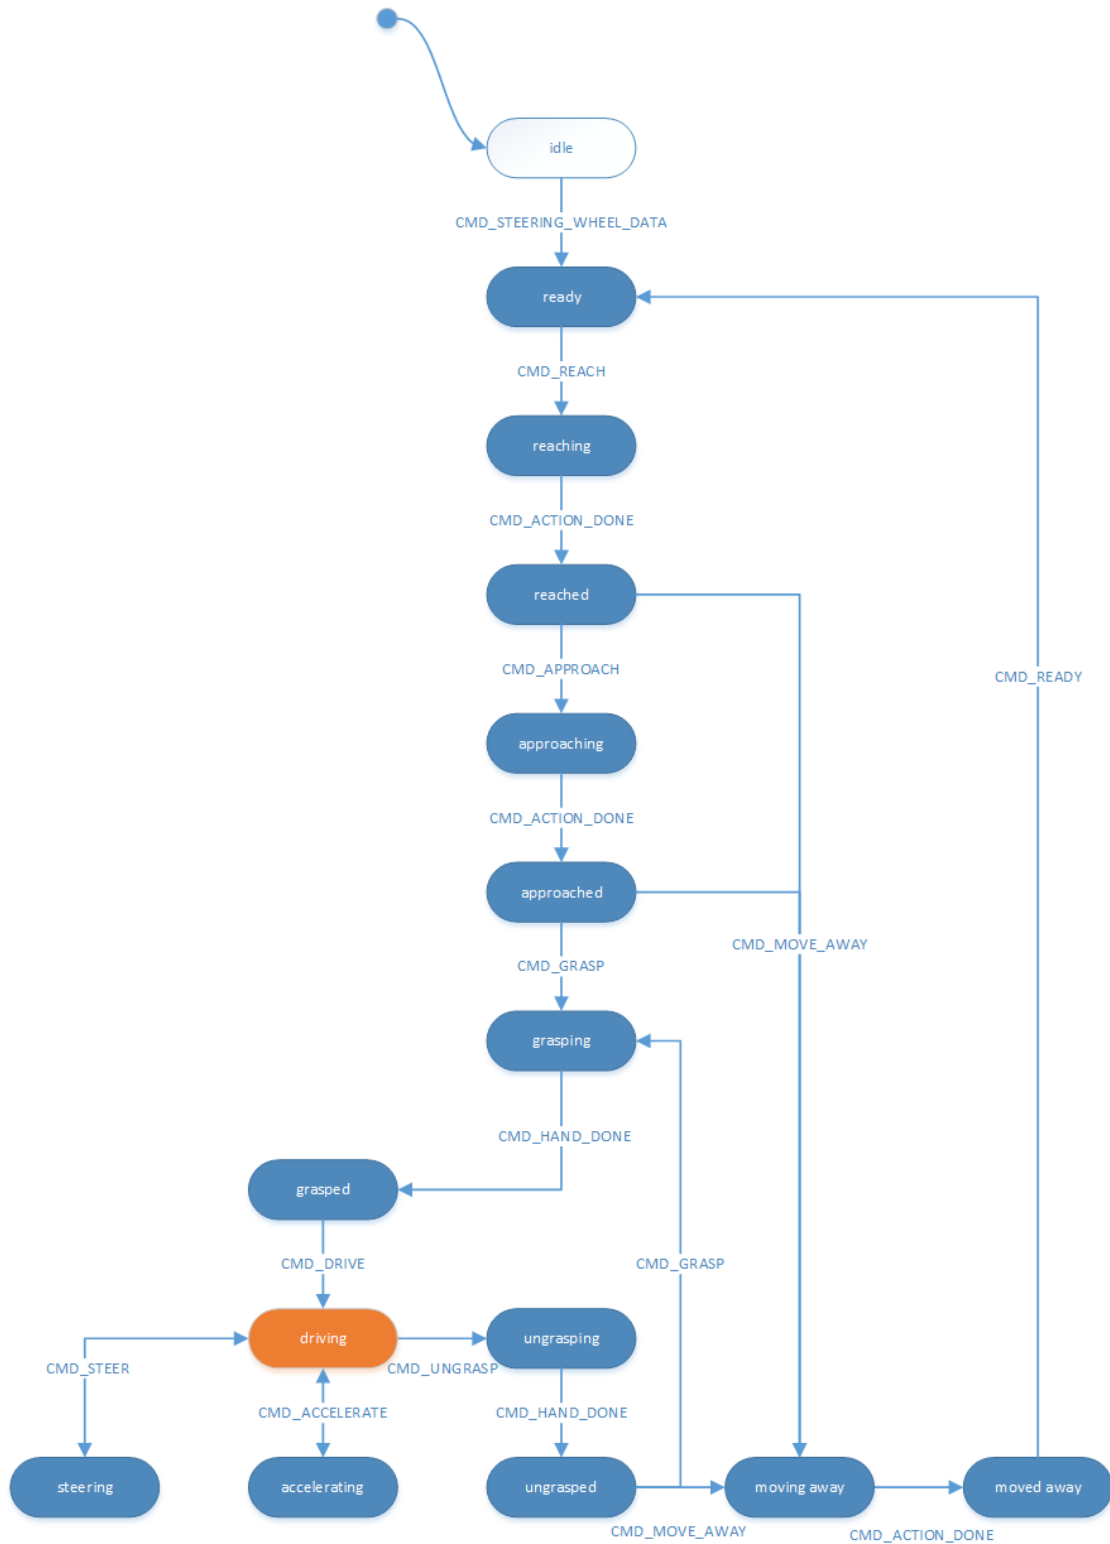 idle
CMD_STEERING_WHEEL_DATA
ready
CMD_REACH
reaching
CMD_ACTION_DONE
reached
CMD_APPROACH
CMD_READY
approaching
CMD_ACTION_DONE
approached
CMD_MOVE_AWAY
CMD_GRASP
grasping
CMD_HAND_DONE
grasped
CMD_DRIVE
CMD_GRASP
driving
ungrasping
CMD_STEER
CMD_UNGRASP
CMD_ACCELERATE
CMD_HAND_DONE
steering
accelerating
ungrasped
moving away
moved away
CMD_MOVE_AWAY
CMD_ACTION_DONE